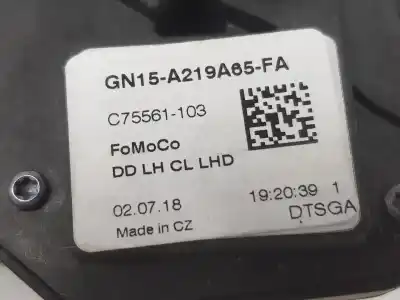 GN15-A219A65-FA
C75561-103
FoMoCo
DD LH CL LHD
02.07.18 19:20:39 1
Made in CZ DTSGA